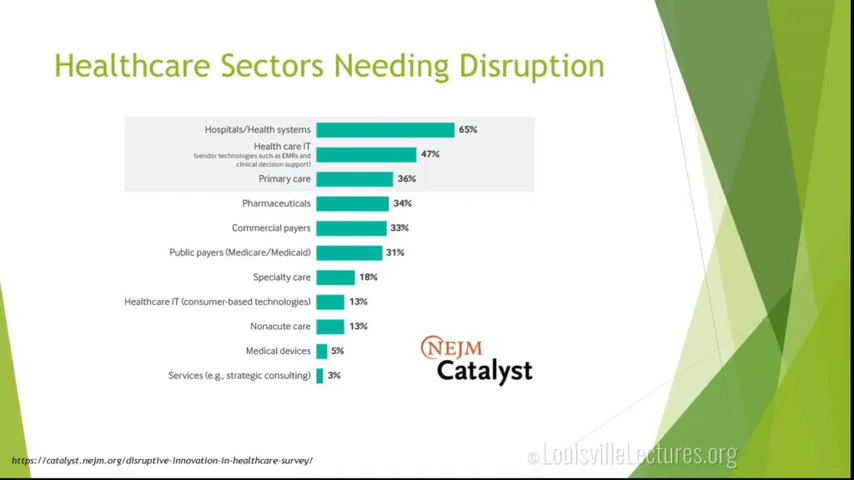 Healthcare Sectors Needing Disruption
Hospitals/Health systems 65%
Health care IT
(vendor technologies such as EMRs and
clinical decision support) 47%
Primary care 36%
Pharmaceuticals 34%
Commercial payers 33%
Public payers (Medicare/Medicaid) 31%
Specialty care 18%
Healthcare IT (consumer-based technologies) 13%
Nonacute care 13%
Medical devices 5%
Services (e.g., strategic consulting) 3%
NEJM
Catalyst
https://catalyst.nejm.org/disruptive-innovation-in-healthcare-survey/
© LouisvilleLectures.org